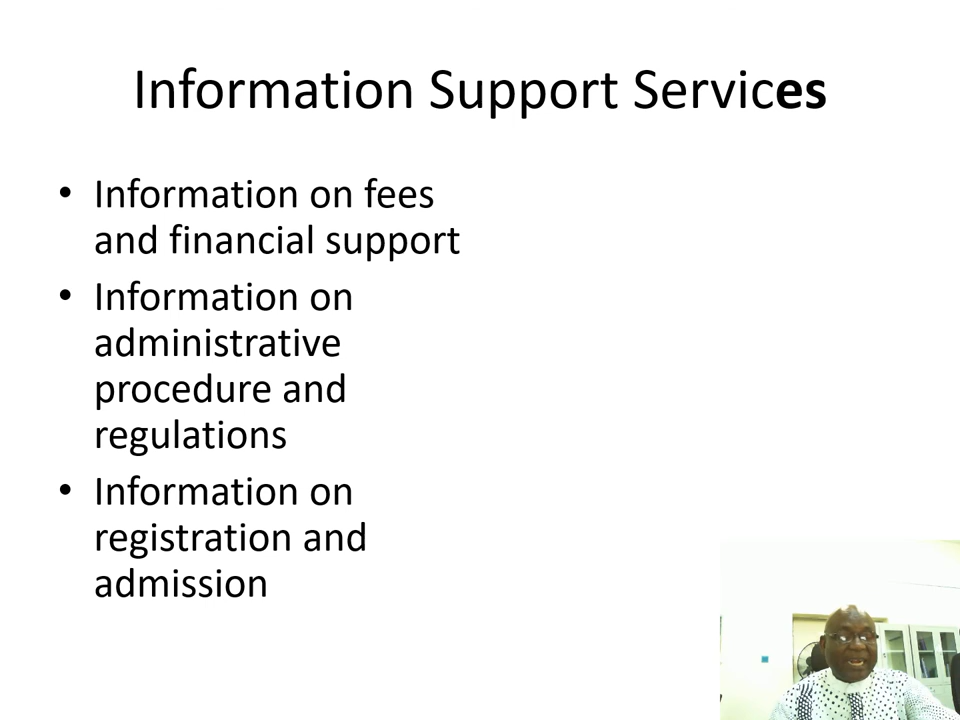 Information Support Services
• Information on fees
and financial support
• Information on
administrative
procedure and
regulations
• Information on
registration and
admission